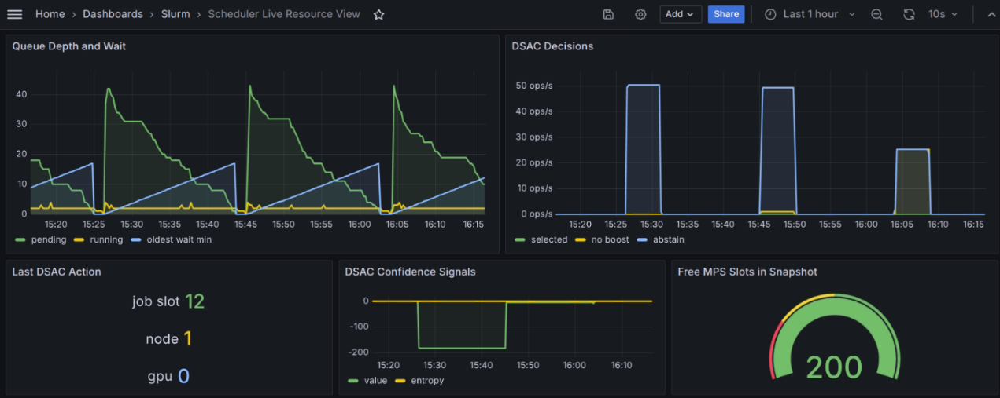 Home › Dashboards › Slurm › Scheduler Live Resource View
Add
Share
Last 1 hour
10s
Queue Depth and Wait
40
30
20
10
0
15:20 15:25 15:30 15:35 15:40 15:45 15:50 15:55 16:00 16:05 16:10 16:15
pending running oldest wait min
DSAC Decisions
50 ops/s
40 ops/s
30 ops/s
20 ops/s
10 ops/s
0 ops/s
15:20 15:25 15:30 15:35 15:40 15:45 15:50 15:55 16:00 16:05 16:10 16:15
selected no boost abstain
Last DSAC Action
job slot 12
node 1
gpu 0
DSAC Confidence Signals
0
-100
-200
15:20 15:30 15:40 15:50 16:00 16:10
value entropy
Free MPS Slots in Snapshot
200